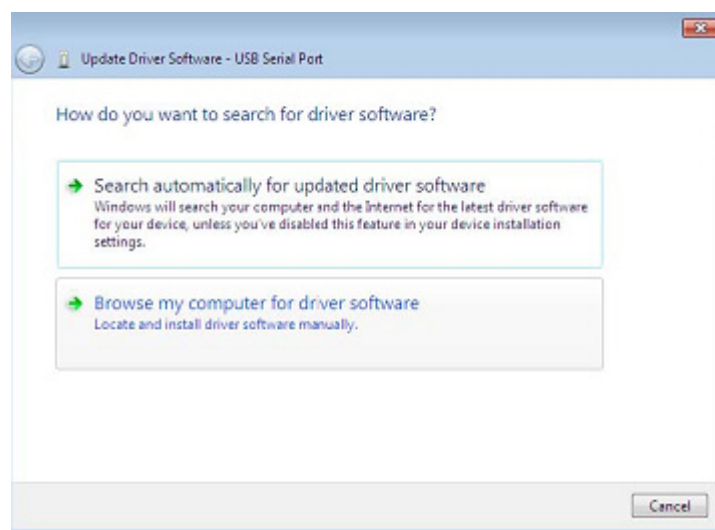 Update Driver Software - USB Serial Port
How do you want to search for driver software?
Search automatically for updated driver software
Windows will search your computer and the Internet for the latest driver software
for your device, unless you've disabled this feature in your device installation
settings.
Browse my computer for driver software
Locate and install driver software manually.
Cancel